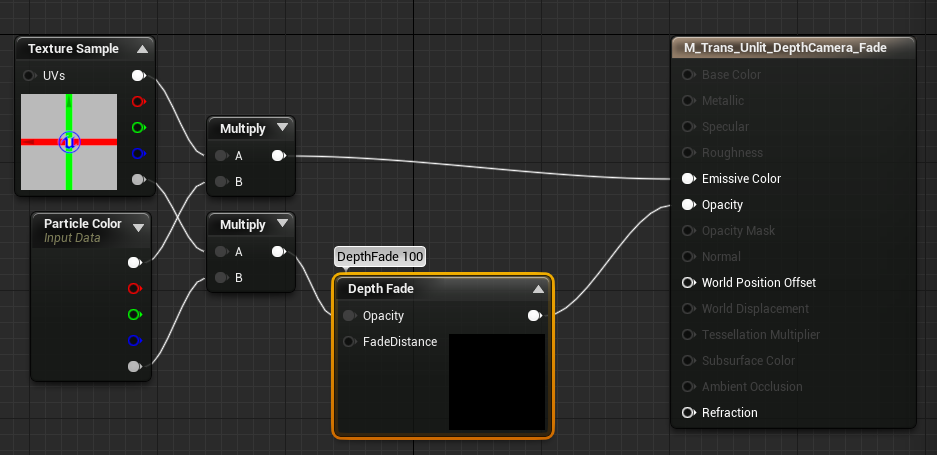 Texture Sample
UVs
Multiply
A
B
Particle Color
Input Data
Multiply
A
B
DepthFade 100
Depth Fade
Opacity
FadeDistance
M_Trans_Unlit_DepthCamera_Fade
Base Color
Metallic
Specular
Roughness
Emissive Color
Opacity
Opacity Mask
Normal
World Position Offset
World Displacement
Tessellation Multiplier
Subsurface Color
Ambient Occlusion
Refraction